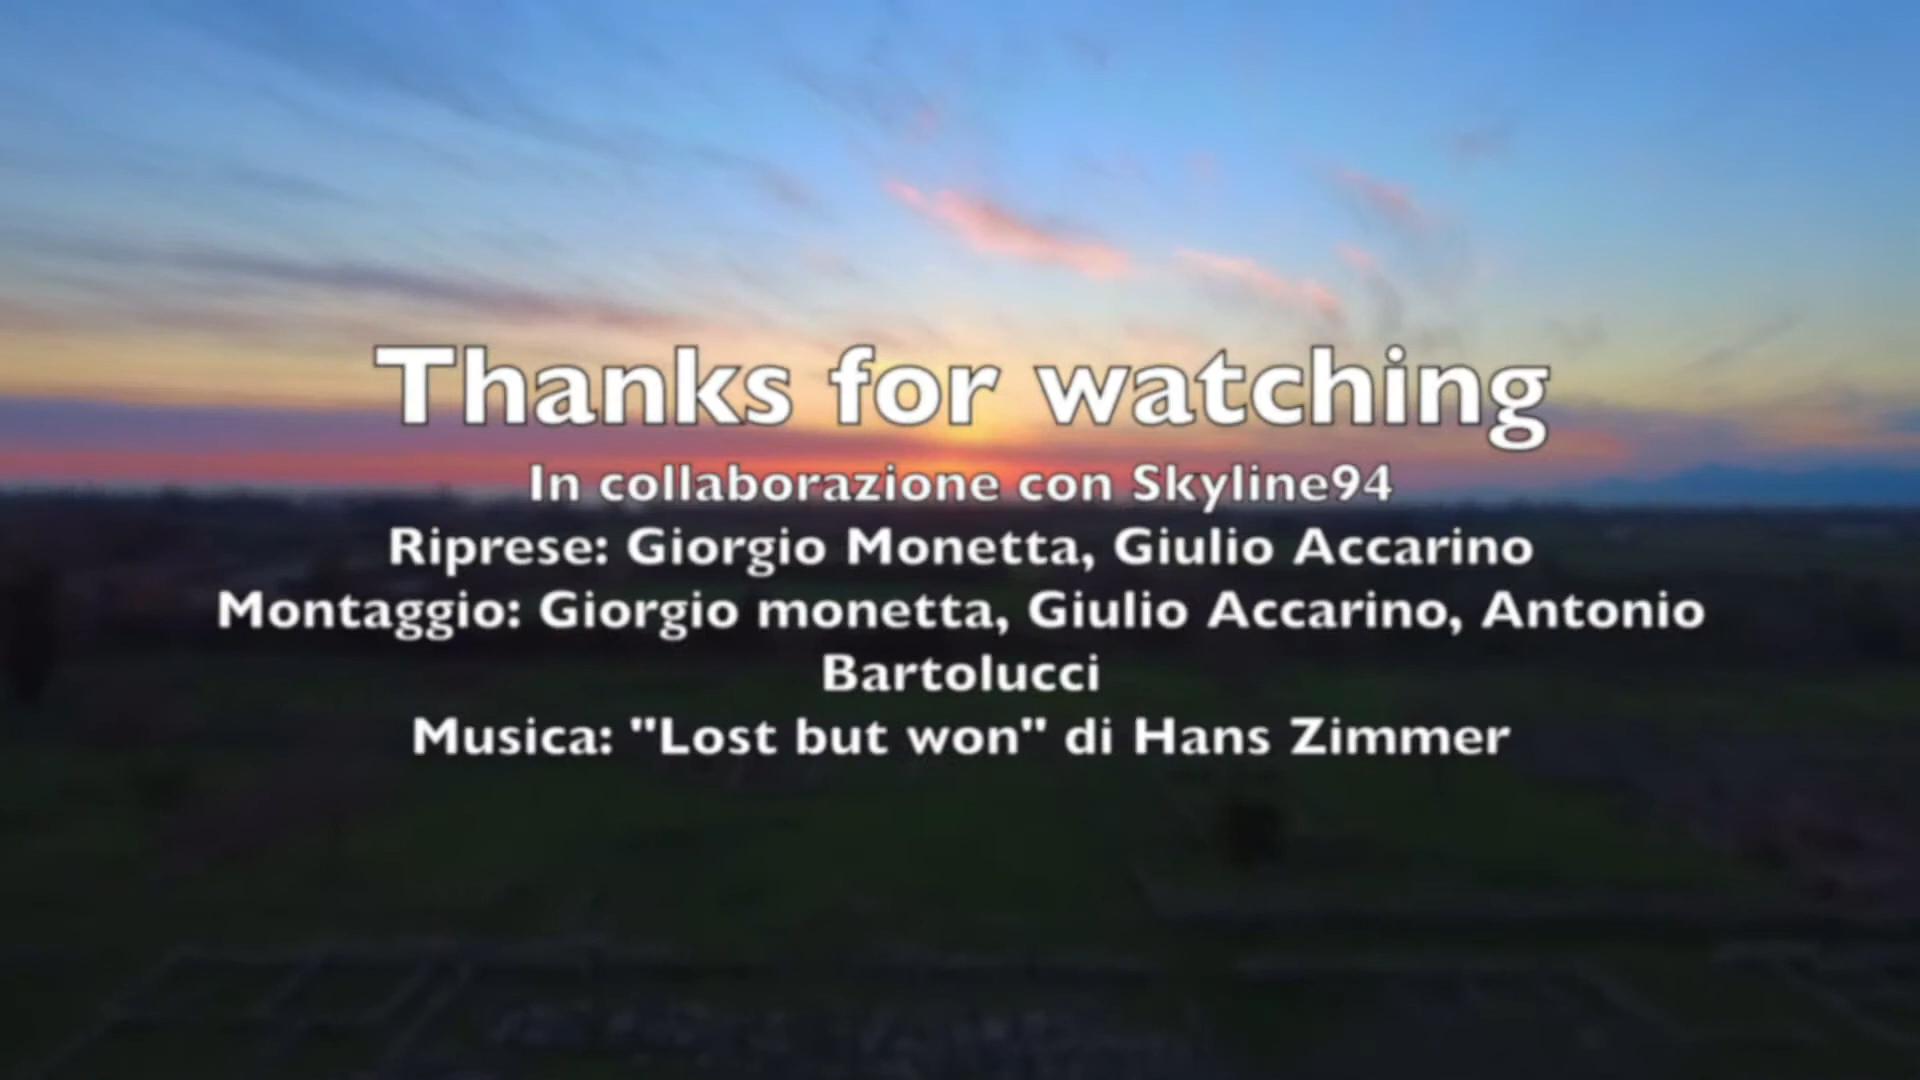 Thanks for watching
In collaborazione con Skyline94
Riprese: Giorgio Monetta, Giulio Accarino
Montaggio: Giorgio monetta, Giulio Accarino, Antonio
Bartolucci
Musica: "Lost but won" di Hans Zimmer